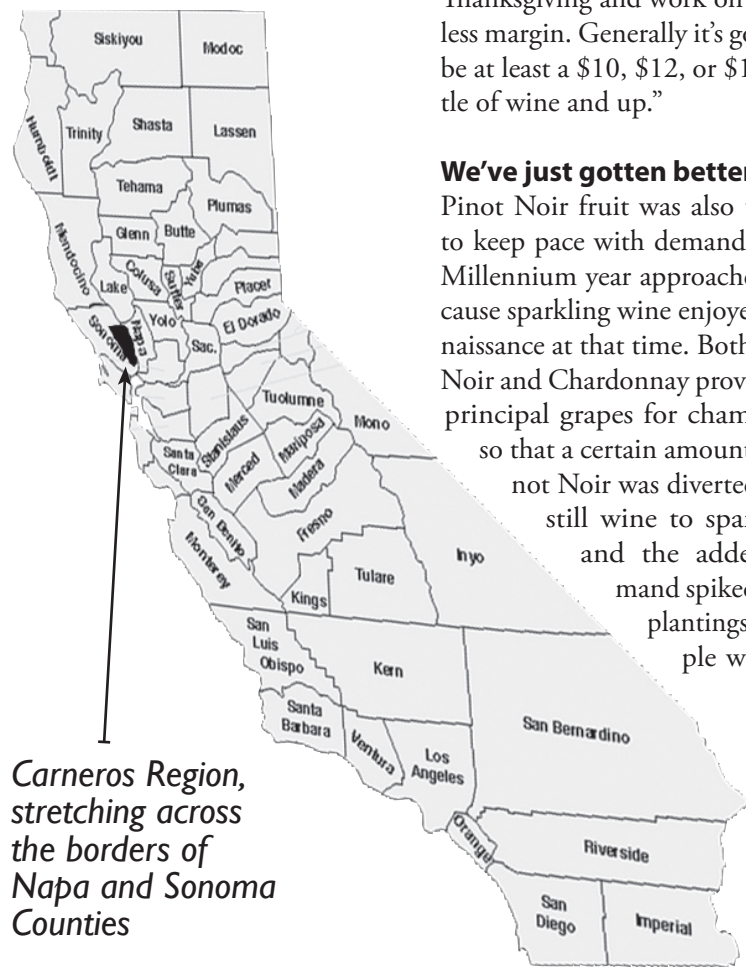 Thanksgiving and work on
less margin. Generally it's g
be at least a $10, $12, or $1
tle of wine and up."
We've just gotten better
Pinot Noir fruit was also
to keep pace with demand
Millennium year approach
cause sparkling wine enjoye
naissance at that time. Both
Noir and Chardonnay prov
principal grapes for cham
so that a certain amount
not Noir was diverted
still wine to spar
and the adde
mand spiked
plantings
ple w
Siskiyou
Modoc
Humboldt
Trinity
Shasta
Lassen
Tehama
Plumas
Mendocino
Glenn
Butte
Lake
Colusa
Sutter
Yuba
Placer
Sonoma
Napa
Yolo
El Dorado
Sac.
Tuolumne
Mono
Santa
Clara
Stanislaus
Merced
Mariposa
Madera
San Benito
Fresno
Monterey
Inyo
Kings
Tulare
San
Luis
Obispo
Kern
Santa
Barbara
Ventura
Los
Angeles
San Bernardino
Orange
Riverside
San
Diego
Imperial
Carneros Region,
stretching across
the borders of
Napa and Sonoma
Counties